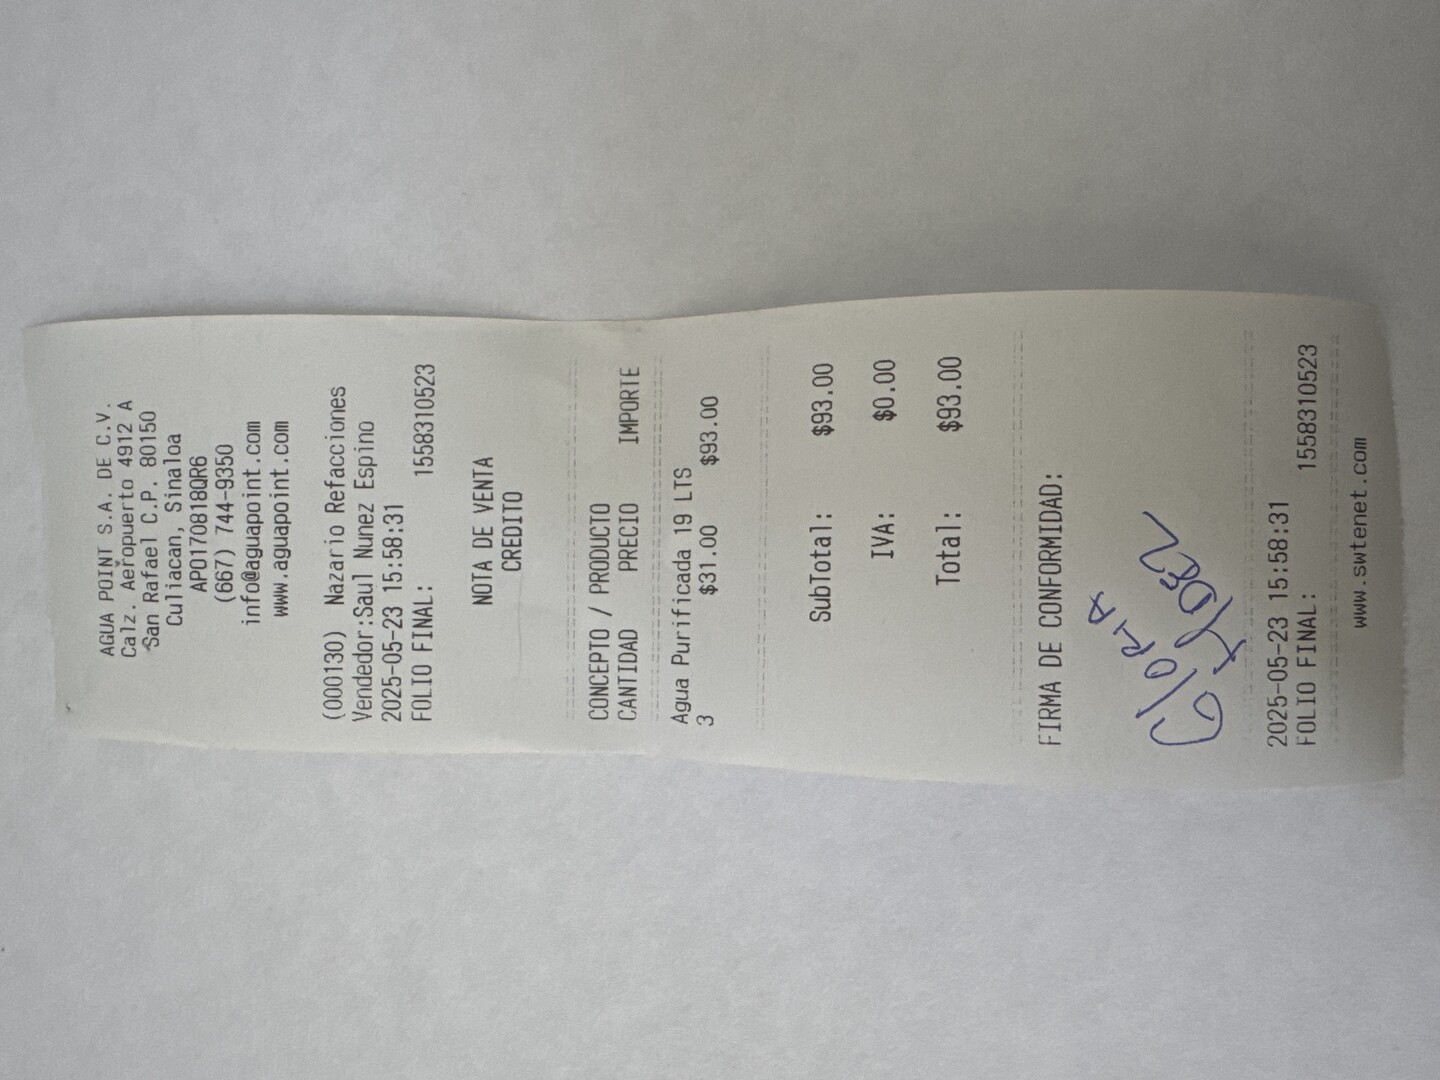 AGUA POINT S.A. DE C.V.
Calz. Aeropuerto 4912 A
San Rafael C.P. 80150
Culiacan, Sinaloa
APO170818QR6
(667) 744-9350
info@aguapoint.com
www.aguapoint.com
(000130) Nazario Refacciones
Vendedor:Saul Nunez Espino
2025-05-23 15:58:31
FOLIO FINAL: 1558310523
NOTA DE VENTA
CREDITO
CONCEPTO / PRODUCTO
CANTIDAD PRECIO IMPORTE
Agua Purificada 19 LTS
3 $31.00 $93.00
SubTotal: $93.00
IVA: $0.00
Total: $93.00
FIRMA DE CONFORMIDAD:
GlORIA
2025-05-23 15:58:31
FOLIO FINAL: 1558310523
www.swtenet.com